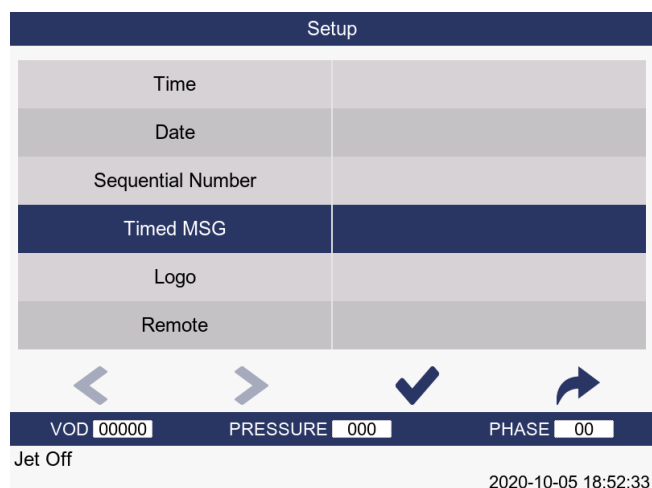 Setup
Time
Date
Sequential Number
Timed MSG
Logo
Remote
VOD 00000 PRESSURE 000 PHASE 00
Jet Off
2020-10-05 18:52:33